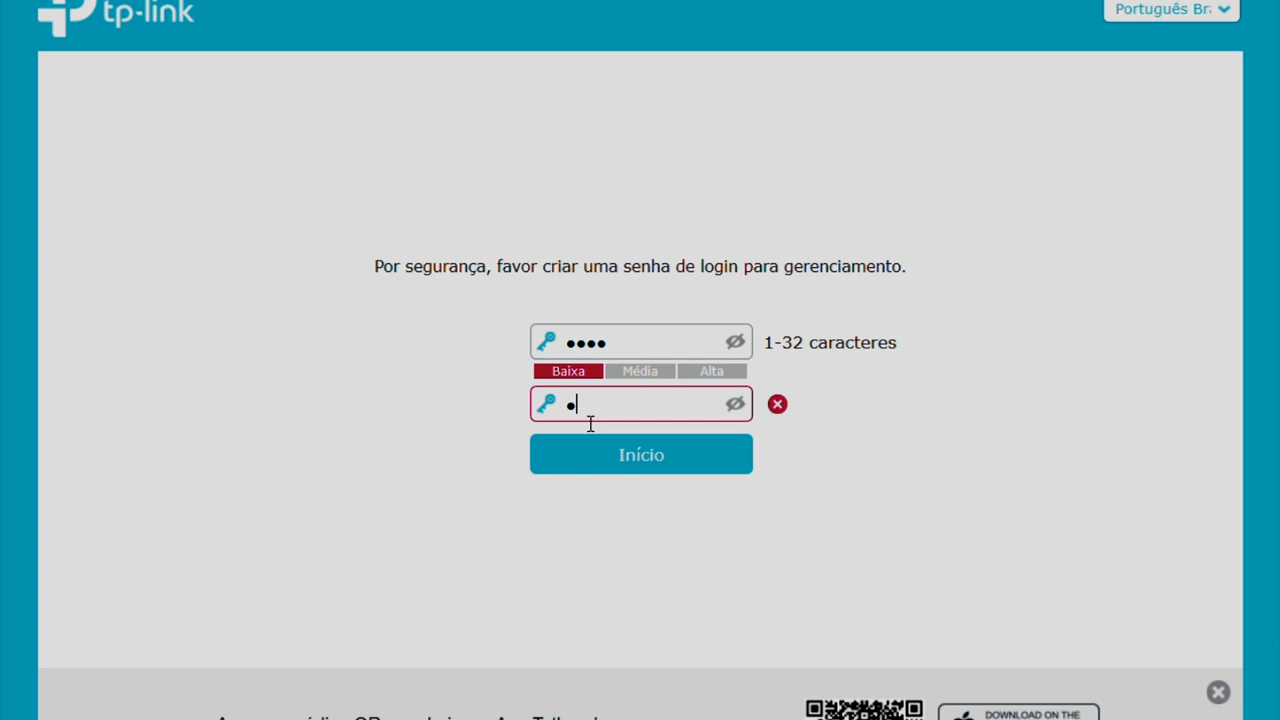 tp-link
Português Br
Por segurança, favor criar uma senha de login para gerenciamento.
1-32 caracteres
Baixa Média Alta
Início
DOWNLOAD ON THE